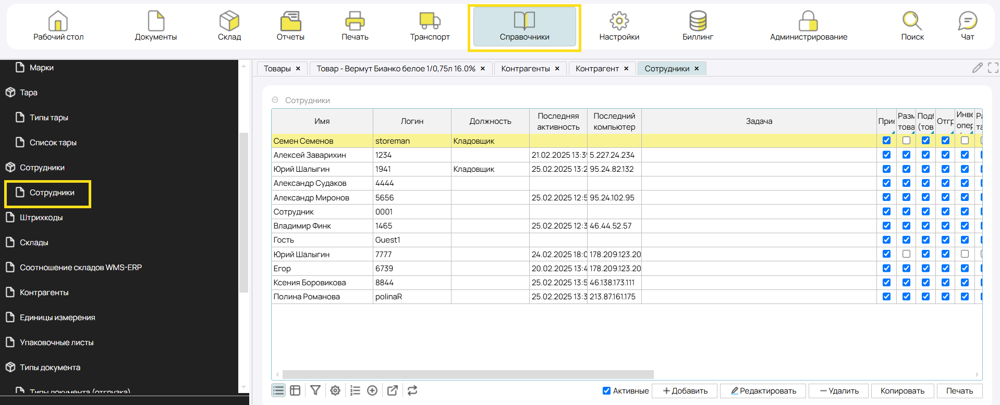 Рабочий стол
Документы
Склад
Отчеты
Печать
Транспорт
Справочники
Настройки
Биллинг
Администрирование
Поиск
Чат
Марки
Тара
Типы тары
Список тары
Сотрудники
Сотрудники
Штрихкоды
Склады
Соотношение складов WMS-ERP
Контрагенты
Единицы измерения
Упаковочные листы
Типы документа
Типы документа (отгрузка)
Товары × Товар - Вермут Бианко белое 1/0,75л 16.0% × Контрагенты × Контрагент × Сотрудники ×
Сотрудники
Имя Логин Должность Последняя активность Последний компьютер Задача Прие Разм това Подб (тов Отгр Инве опер Ра та
Семен Семенов storeman Кладовщик
Алексей Заварихин 1234 21.02.2025 13:39 5.227.24.234
Юрий Шалыгин 1941 Кладовщик 25.02.2025 13:2 95.24.82.132
Александр Судаков 4444
Александр Миронов 5656 25.02.2025 12:5 95.24.102.95
Сотрудник 0001
Владимир Финк 1465 25.02.2025 12:3 46.44.52.57
Гость Guest1
Юрий Шалыгин 7777 24.02.2025 18:0 178.209.123.20
Егор 6739 20.02.2025 13:4 178.209.123.20
Ксения Боровикова 8844 25.02.2025 13:5 46.138.173.111
Полина Романова polinaR 25.02.2025 13:3 213.87.161.175
Активные + Добавить Редактировать — Удалить Копировать Печать